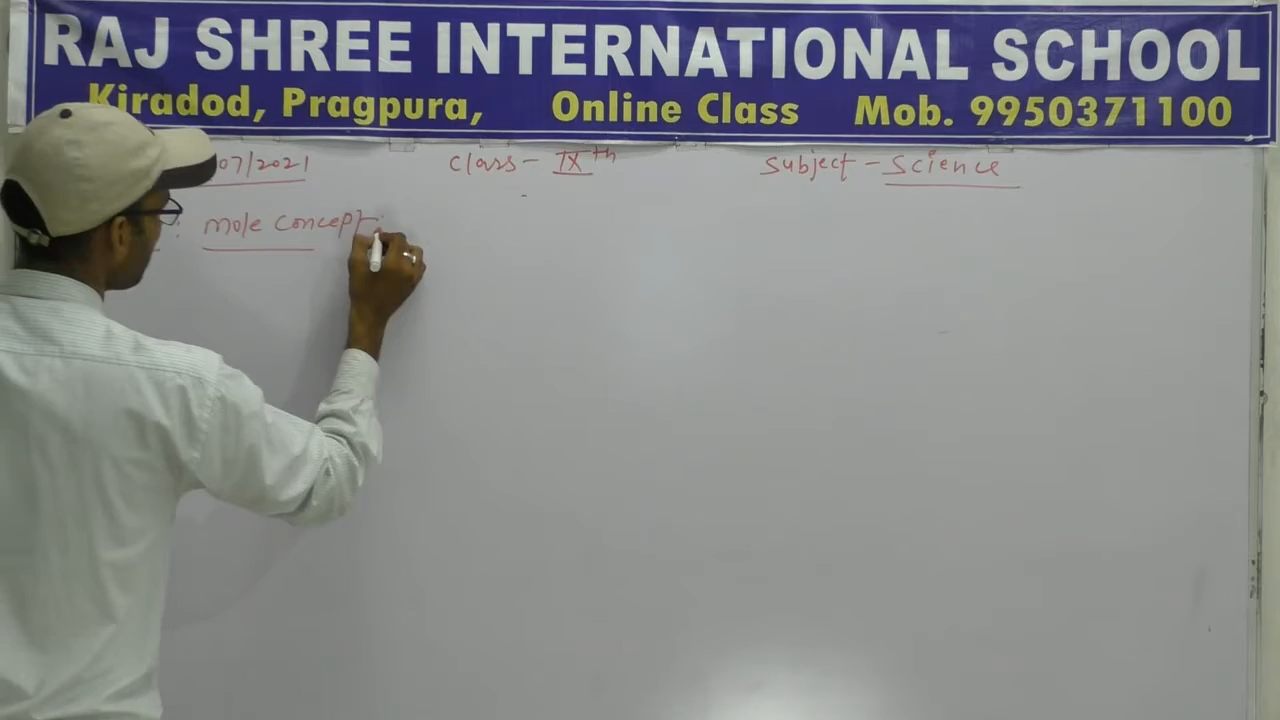 RAJ SHREE INTERNATIONAL SCHOOL
Kiradod, Pragpura, Online Class Mob. 9950371100
07/2021 Class - IXth Subject - Science
: Mole concept :